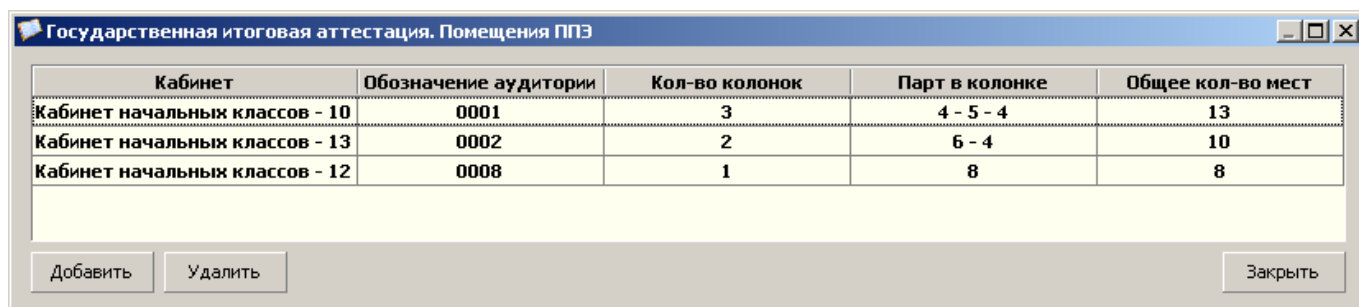 Государственная итоговая аттестация. Помещения ППЭ
Кабинет Обозначение аудитории Кол-во колонок Парт в колонке Общее кол-во мест
Кабинет начальных классов - 10 0001 3 4 - 5 - 4 13
Кабинет начальных классов - 13 0002 2 6 - 4 10
Кабинет начальных классов - 12 0008 1 8 8
Добавить Удалить Закрыть